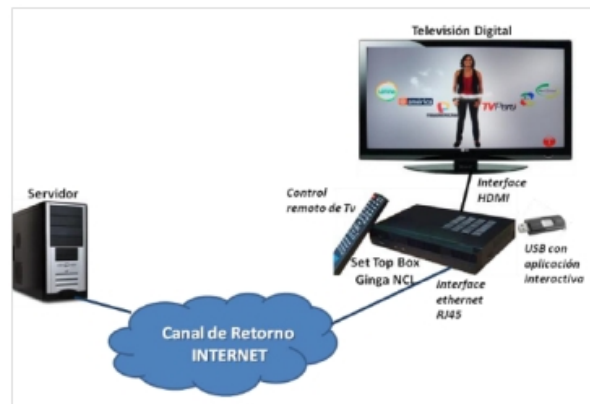 Televisión Digital
TVPerú
Servidor
Control
remoto de Tv
Interface
HDMI
Set Top Box
Ginga NCL
USB con
aplicación
interactiva
Interface
ethernet
RJ45
Canal de Retorno
INTERNET